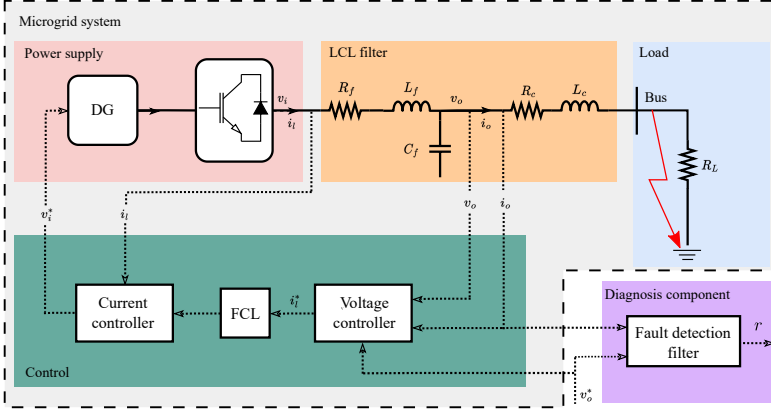 Microgrid system
Power supply
LCL filter
Load
DG
v_i
i_l
R_f
L_f
v_o
i_o
R_c
L_c
Bus
C_f
R_L
v_i^*
i_l
v_o
i_o
Current
controller
FCL
i_l^*
Voltage
controller
Control
Diagnosis component
Fault detection
filter
r
v_o^*